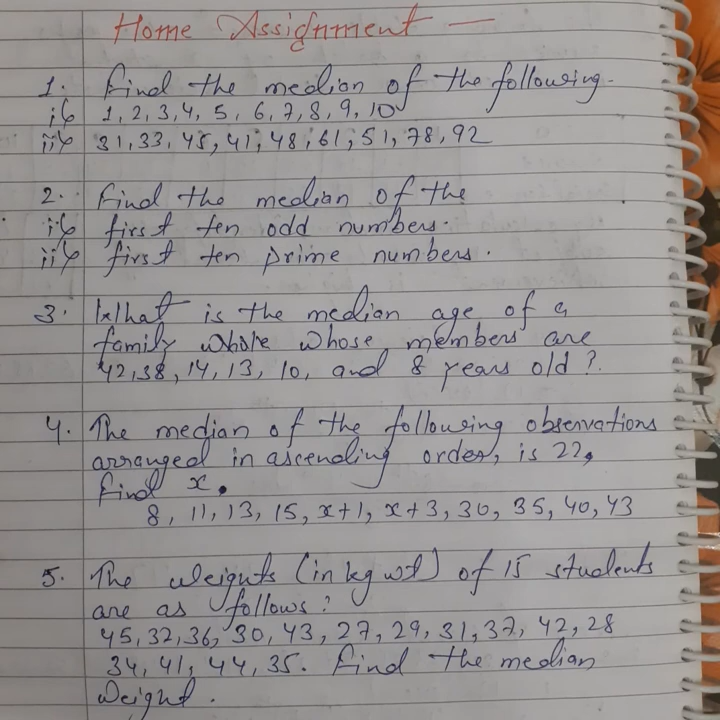 Home Assignment —
1. Find the median of the following.
i) 1, 2, 3, 4, 5, 6, 7, 8, 9, 10
ii) 31, 33, 45, 41, 48, 61, 51, 78, 92
2. Find the median of the
i) first ten odd numbers.
ii) first ten prime numbers.
3. What is the median age of a
family whose members are
42, 38, 14, 13, 10, and 8 years old ?
4. The median of the following observations
arranged in ascending order, is 22,
find x.
8, 11, 13, 15, x+1, x+3, 30, 35, 40, 43
5. The weights (in kg wt) of 15 students
are as follows :
45, 32, 36, 30, 43, 27, 29, 31, 37, 42, 28
34, 41, 44, 35. Find the median
weight.